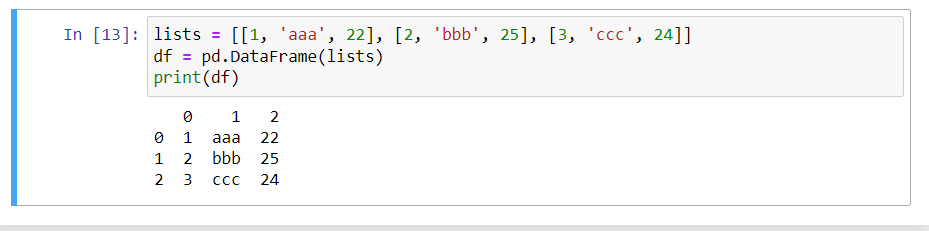 In [13]: lists = [[1, 'aaa', 22], [2, 'bbb', 25], [3, 'ccc', 24]]
df = pd.DataFrame(lists)
print(df)
0 1 2
0 1 aaa 22
1 2 bbb 25
2 3 ccc 24